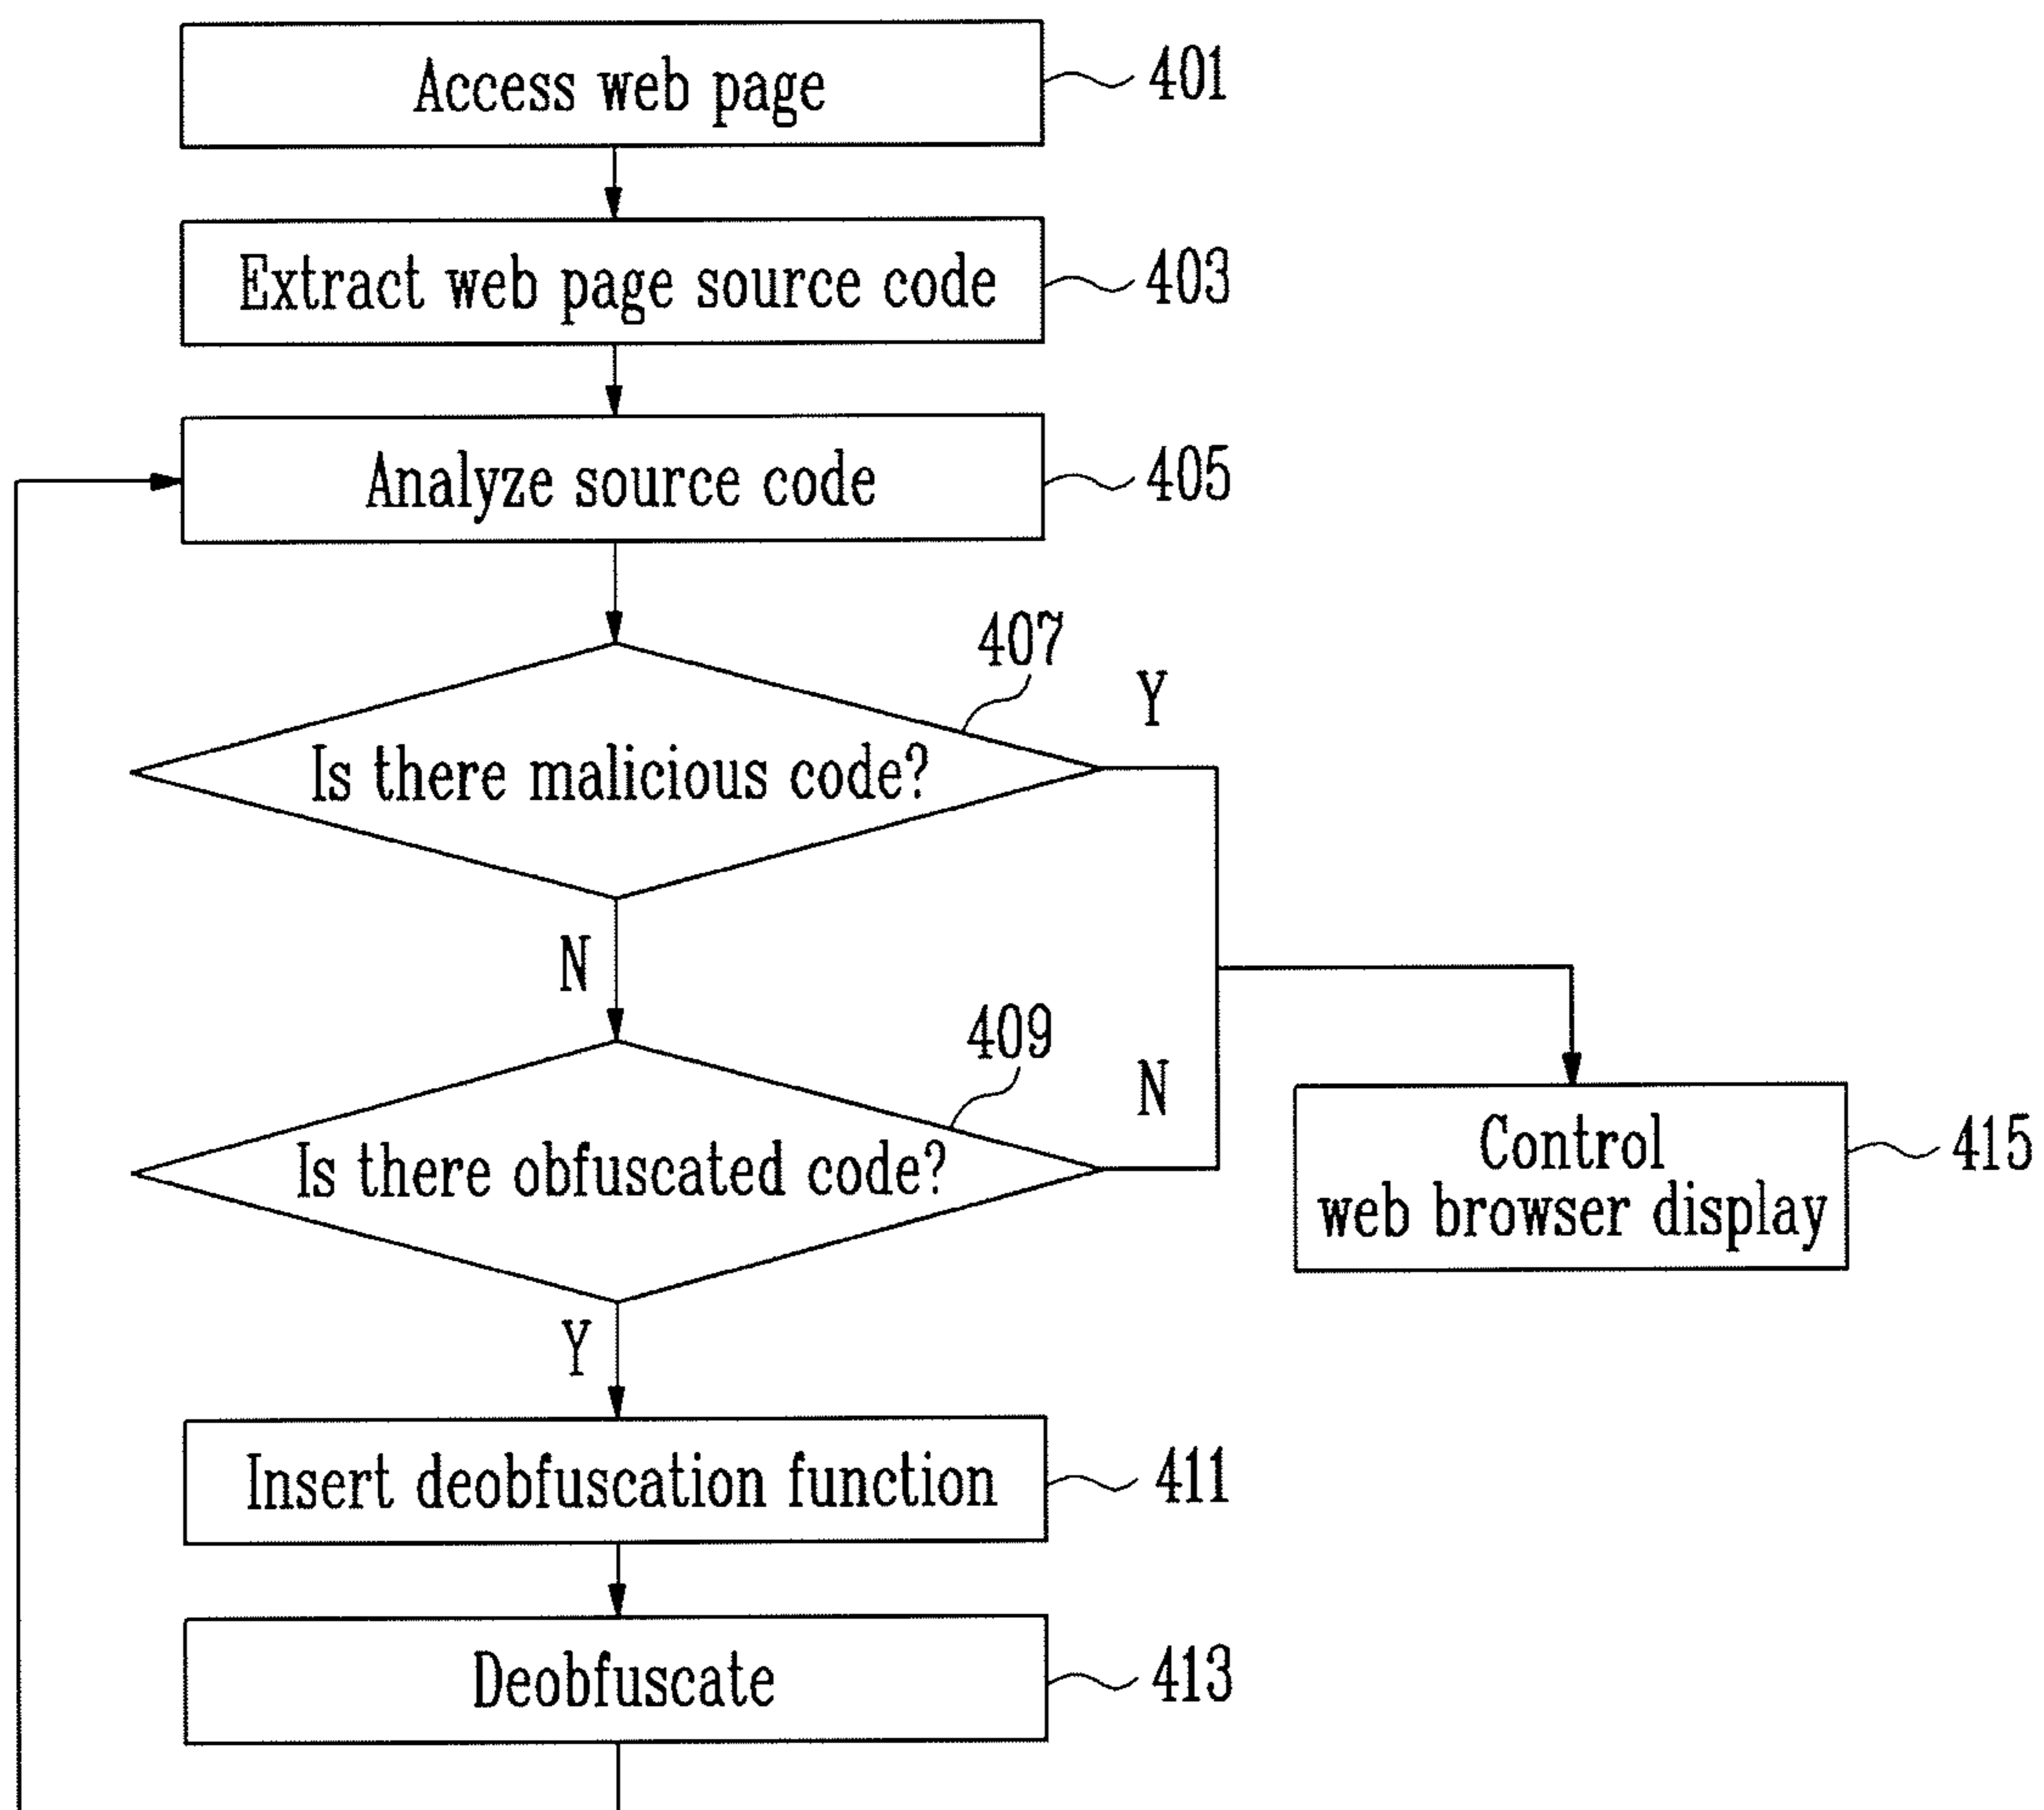 Access web page
401
Extract web page source code
403
Analyze source code
405
407
Is there malicious code?
Y
N
409
Is there obfuscated code?
N
Y
Control
web browser display
415
Insert deobfuscation function
411
Deobfuscate
413